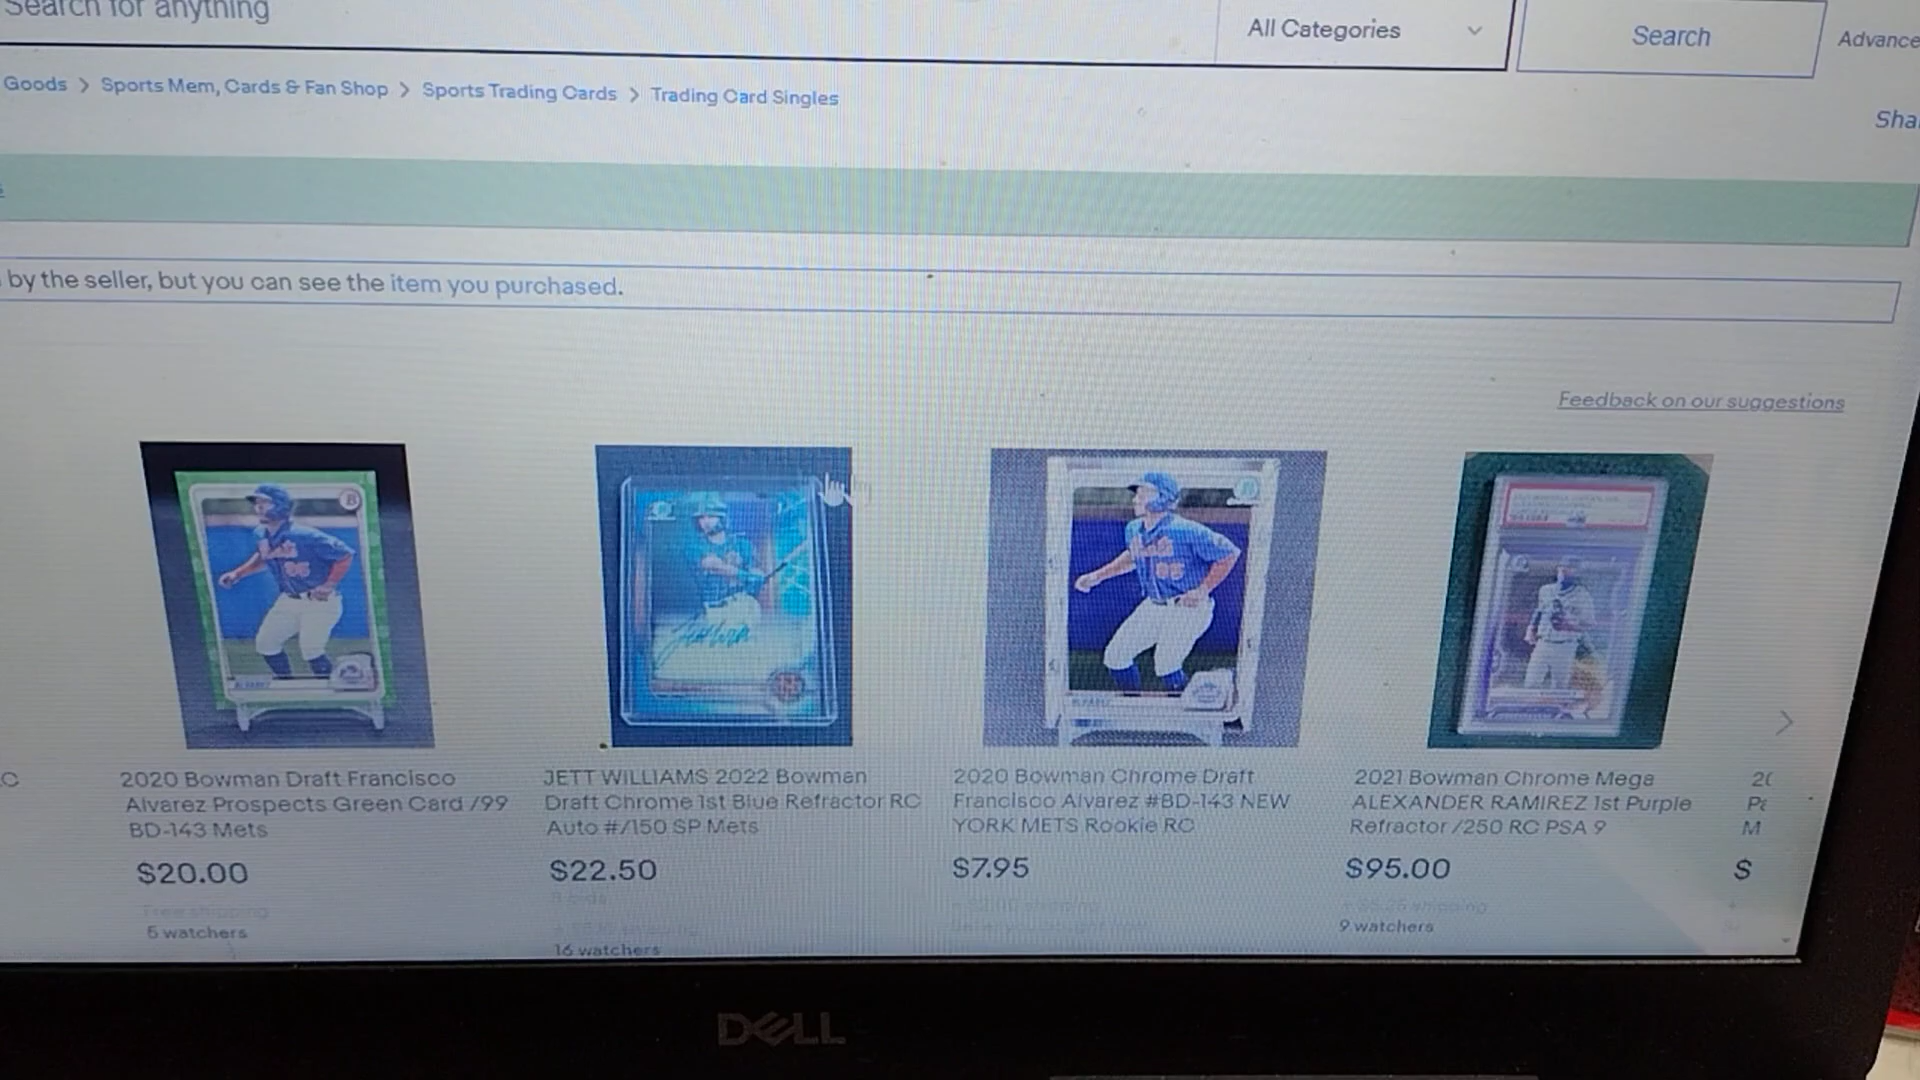 Search for anything
All Categories
Search
Goods > Sports Mem, Cards & Fan Shop > Sports Trading Cards > Trading Card Singles
by the seller, but you can see the item you purchased.
Feedback on our suggestions
2020 Bowman Draft Francisco
Alvarez Prospects Green Card /99
BD-143 Mets
$20.00
Free shipping
5 watchers
JETT WILLIAMS 2022 Bowman
Draft Chrome 1st Blue Refractor RC
Auto #/150 SP Mets
$22.50
8 bids
16 watchers
2020 Bowman Chrome Draft
Francisco Alvarez #BD-143 NEW
YORK METS Rookie RC
$7.95
2021 Bowman Chrome Mega
ALEXANDER RAMIREZ 1st Purple
Refractor /250 RC PSA 9
$95.00
9 watchers
$
DELL